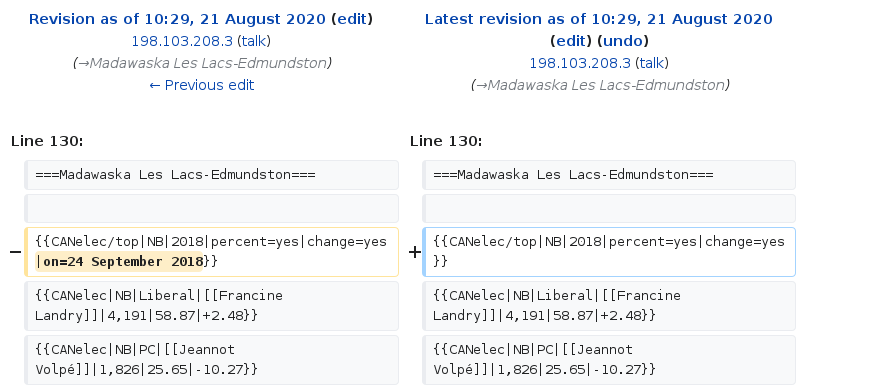 Revision as of 10:29, 21 August 2020 (edit)
198.103.208.3 (talk)
(→Madawaska Les Lacs-Edmundston)
← Previous edit
Latest revision as of 10:29, 21 August 2020
(edit) (undo)
198.103.208.3 (talk)
(→Madawaska Les Lacs-Edmundston)
Line 130:
Line 130:
===Madawaska Les Lacs-Edmundston===
===Madawaska Les Lacs-Edmundston===
− {{CANelec/top|NB|2018|percent=yes|change=yes
|on=24 September 2018}}
+ {{CANelec/top|NB|2018|percent=yes|change=yes
}}
{{CANelec|NB|Liberal|[[Francine
Landry]]|4,191|58.87|+2.48}}
{{CANelec|NB|Liberal|[[Francine
Landry]]|4,191|58.87|+2.48}}
{{CANelec|NB|PC|[[Jeannot
Volpé]]|1,826|25.65|-10.27}}
{{CANelec|NB|PC|[[Jeannot
Volpé]]|1,826|25.65|-10.27}}